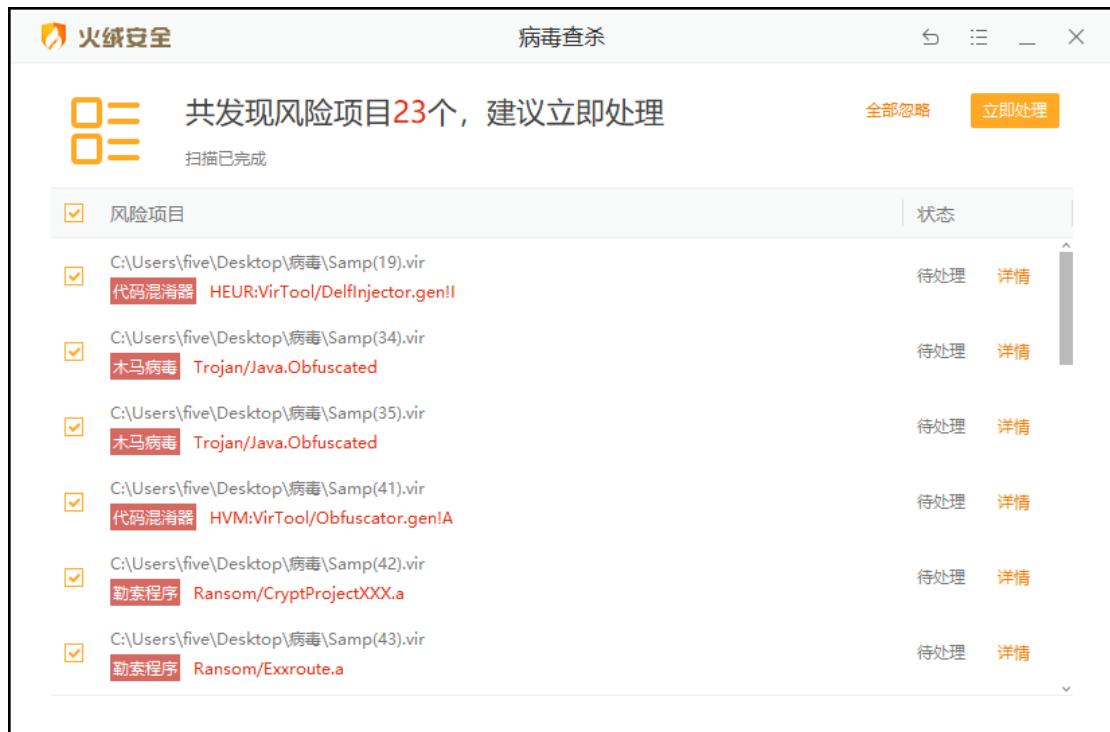 火绒安全
病毒查杀
共发现风险项目23个，建议立即处理
全部忽略
立即处理
扫描已完成
风险项目
状态
C:\Users\five\Desktop\病毒\Samp(19).vir
代码混淆器 HEUR:VirTool/DelfInjector.gen!I
待处理 详情
C:\Users\five\Desktop\病毒\Samp(34).vir
木马病毒 Trojan/Java.Obfuscated
待处理 详情
C:\Users\five\Desktop\病毒\Samp(35).vir
木马病毒 Trojan/Java.Obfuscated
待处理 详情
C:\Users\five\Desktop\病毒\Samp(41).vir
代码混淆器 HVM:VirTool/Obfuscator.gen!A
待处理 详情
C:\Users\five\Desktop\病毒\Samp(42).vir
勒索程序 Ransom/CryptProjectXXX.a
待处理 详情
C:\Users\five\Desktop\病毒\Samp(43).vir
勒索程序 Ransom/Exxroute.a
待处理 详情